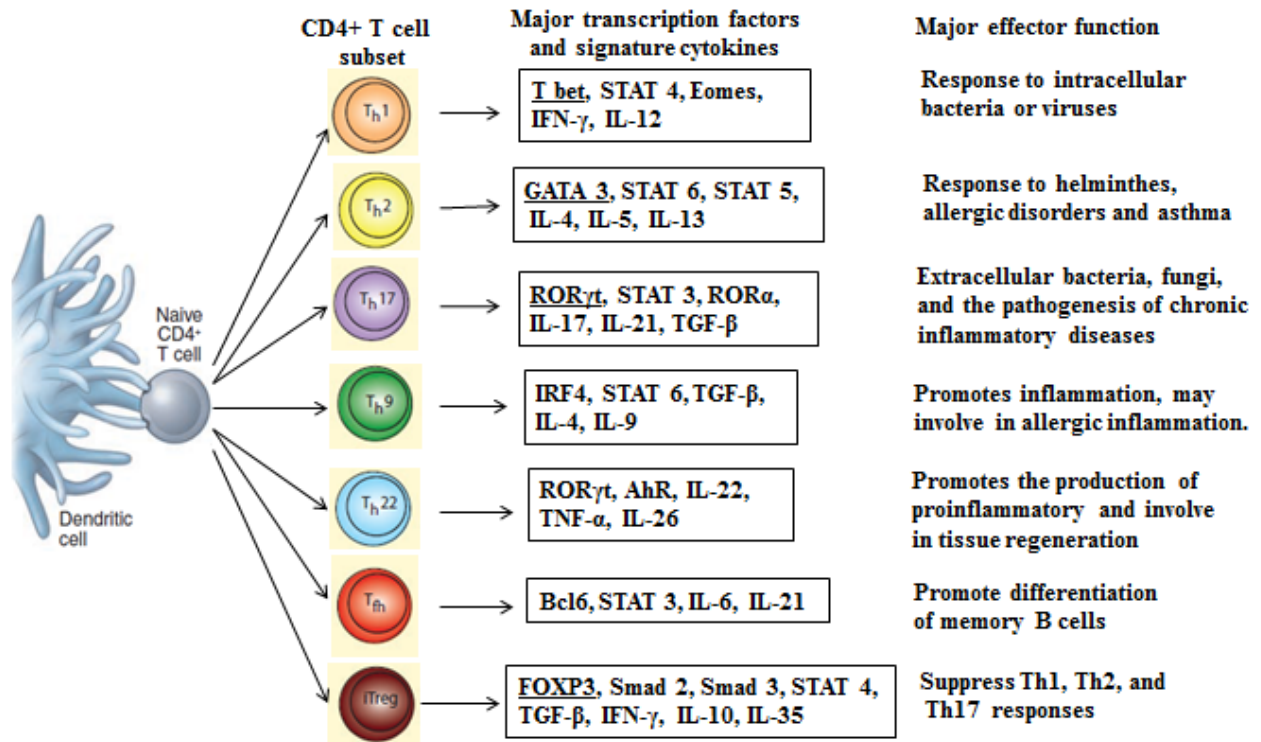 CD4+ T cell
subset
Major transcription factors
and signature cytokines
Major effector function
Th1
T bet, STAT 4, Eomes,
IFN-γ, IL-12
Response to intracellular
bacteria or viruses
Th2
GATA 3, STAT 6, STAT 5,
IL-4, IL-5, IL-13
Response to helminthes,
allergic disorders and asthma
Th17
RORγt, STAT 3, RORα,
IL-17, IL-21, TGF-β
Extracellular bacteria, fungi,
and the pathogenesis of chronic
inflammatory diseases
Naive
CD4+
T cell
Th9
IRF4, STAT 6, TGF-β,
IL-4, IL-9
Promotes inflammation, may
involve in allergic inflammation.
Dendritic
cell
Th22
RORγt, AhR, IL-22,
TNF-α, IL-26
Promotes the production of
proinflammatory and involve
in tissue regeneration
Tfh
Bcl6, STAT 3, IL-6, IL-21
Promote differentiation
of memory B cells
iTreg
FOXP3, Smad 2, Smad 3, STAT 4,
TGF-β, IFN-γ, IL-10, IL-35
Suppress Th1, Th2, and
Th17 responses